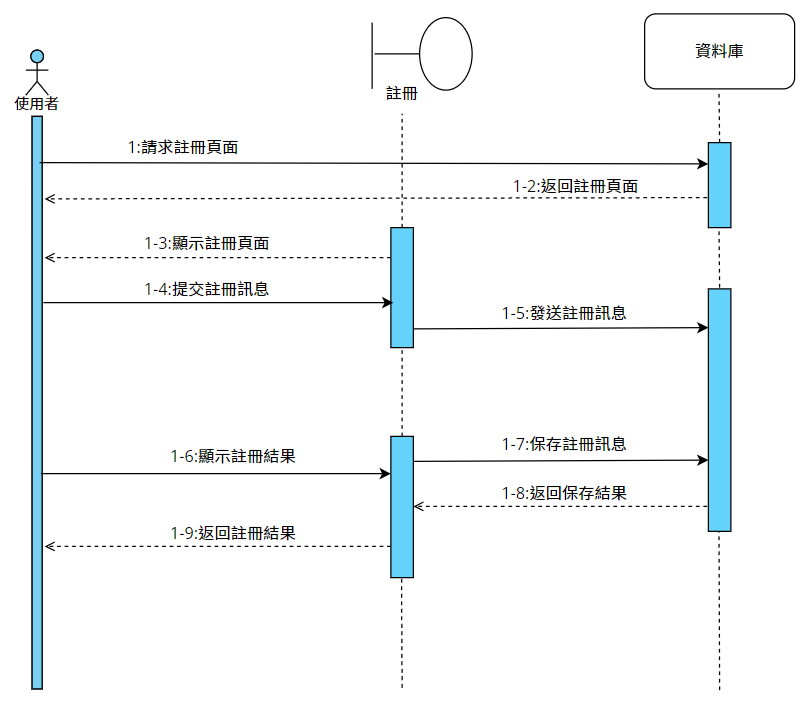 資料庫
註冊
使用者
1:請求註冊頁面
1-2:返回註冊頁面
1-3:顯示註冊頁面
1-4:提交註冊訊息
1-5:發送註冊訊息
1-7:保存註冊訊息
1-6:顯示註冊結果
1-8:返回保存結果
1-9:返回註冊結果